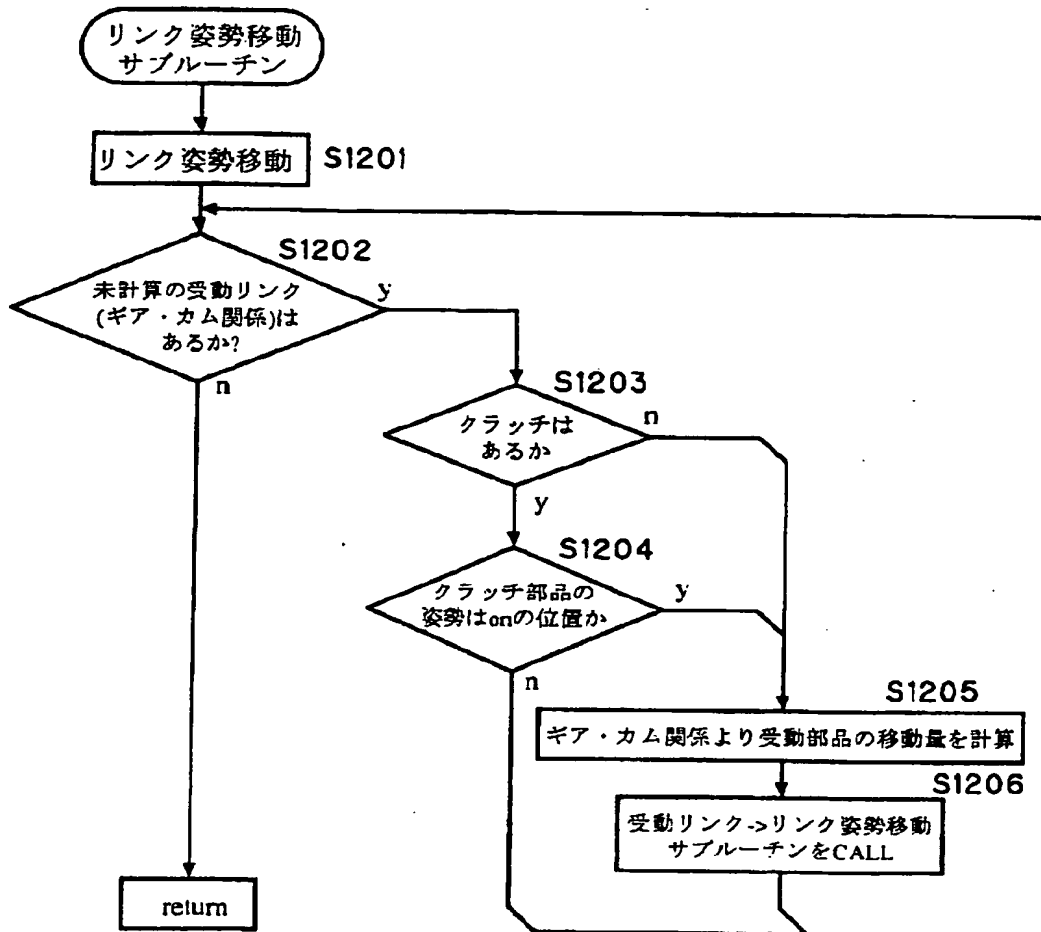 リンク姿勢移動
サブルーチン
リンク姿勢移動
S1201
S1202
未計算の受動リンク
(ギア・カム関係)は
あるか?
y
n
S1203
クラッチは
あるか
n
y
S1204
クラッチ部品の
姿勢はonの位置か
y
n
S1205
ギア・カム関係より受動部品の移動量を計算
S1206
受動リンク->リンク姿勢移動
サブルーチンをCALL
return